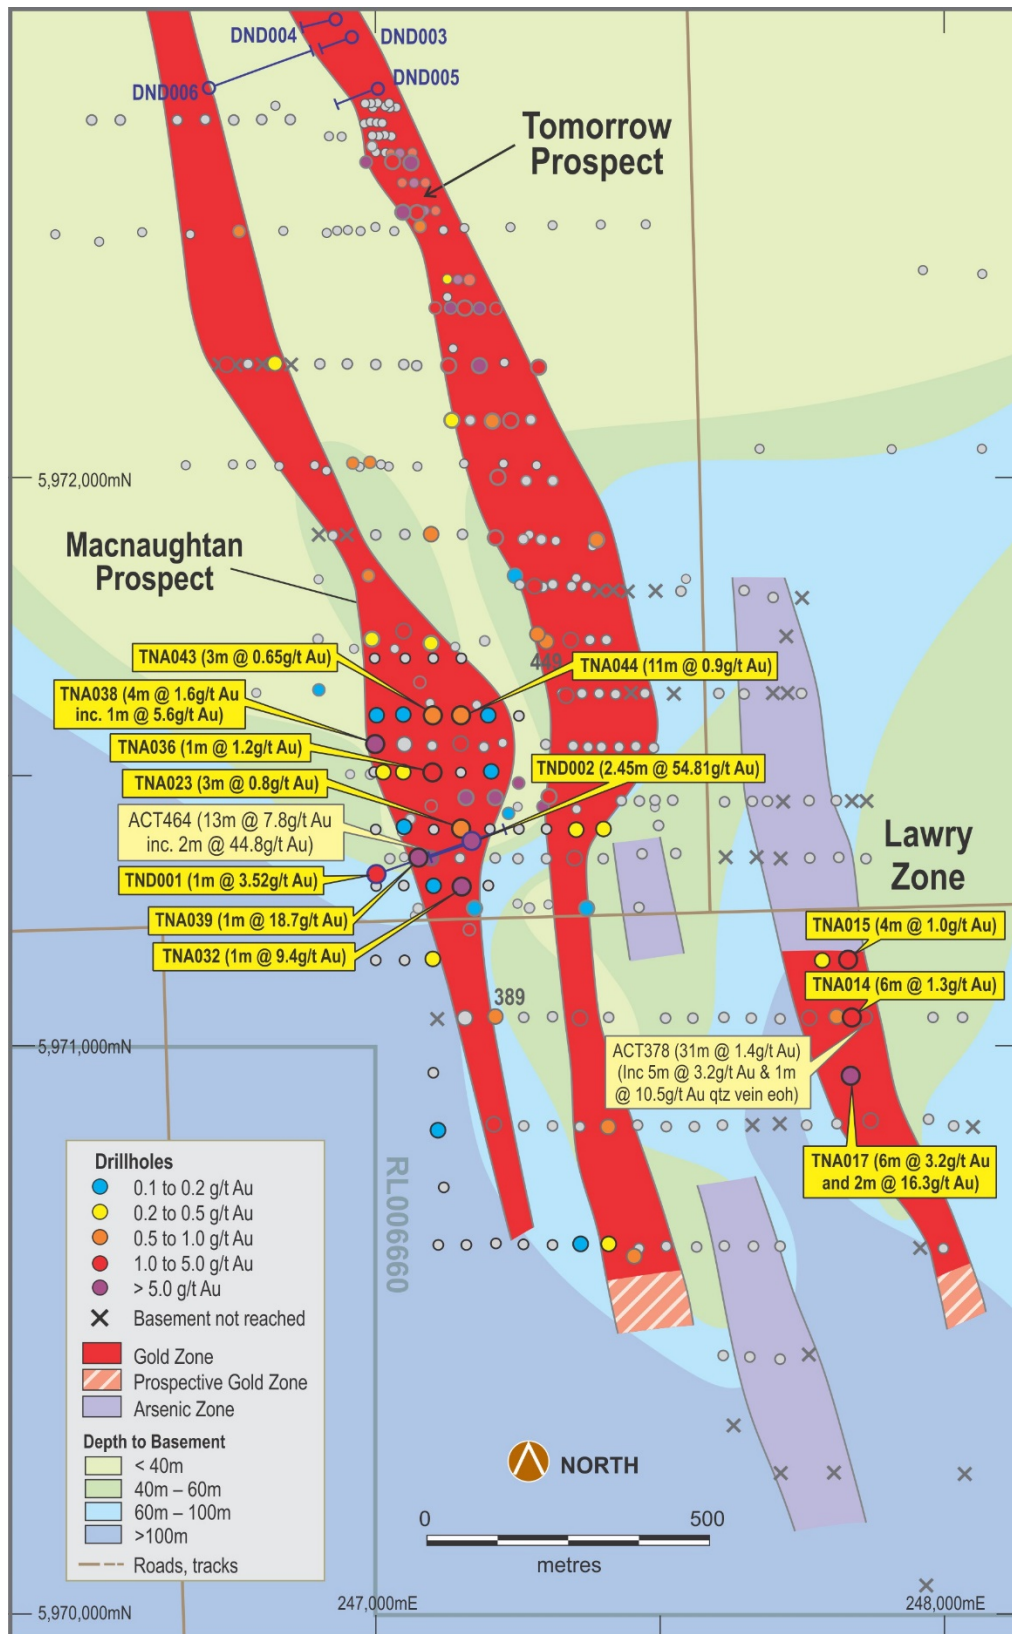 DND004
DND003
DND005
DND006
Tomorrow
Prospect
5,972,000mN
Macnaughtan
Prospect
449
TNA043 (3m @ 0.65g/t Au)
TNA044 (11m @ 0.9g/t Au)
TNA038 (4m @ 1.6g/t Au
inc. 1m @ 5.6g/t Au)
TNA036 (1m @ 1.2g/t Au)
TND002 (2.45m @ 54.81g/t Au)
TNA023 (3m @ 0.8g/t Au)
ACT464 (13m @ 7.8g/t Au
inc. 2m @ 44.8g/t Au)
Lawry
Zone
TND001 (1m @ 3.52g/t Au)
TNA039 (1m @ 18.7g/t Au)
TNA015 (4m @ 1.0g/t Au)
TNA032 (1m @ 9.4g/t Au)
TNA014 (6m @ 1.3g/t Au)
389
5,971,000mN
ACT378 (31m @ 1.4g/t Au)
(Inc 5m @ 3.2g/t Au & 1m
@ 10.5g/t Au qtz vein eoh)
TNA017 (6m @ 3.2g/t Au
and 2m @ 16.3g/t Au)
RL006660
Drillholes
0.1 to 0.2 g/t Au
0.2 to 0.5 g/t Au
0.5 to 1.0 g/t Au
1.0 to 5.0 g/t Au
> 5.0 g/t Au
Basement not reached
Gold Zone
Prospective Gold Zone
Arsenic Zone
Depth to Basement
< 40m
40m – 60m
60m – 100m
>100m
Roads, tracks
NORTH
0 500
metres
5,970,000mN
247,000mE
248,000mE